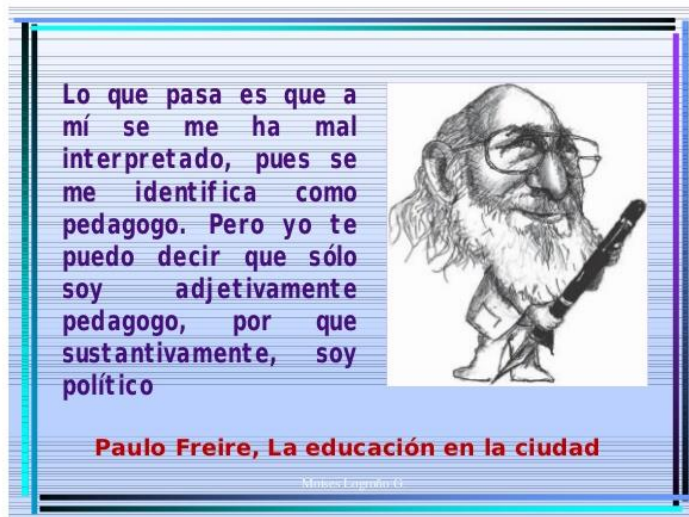 Lo que pasa es que a
mí se me ha mal
interpretado, pues se
me identifica como
pedagogo. Pero yo te
puedo decir que sólo
soy adjetivamente
pedagogo, por que
sustantivamente, soy
político
Paulo Freire, La educación en la ciudad
Moises Logroño G